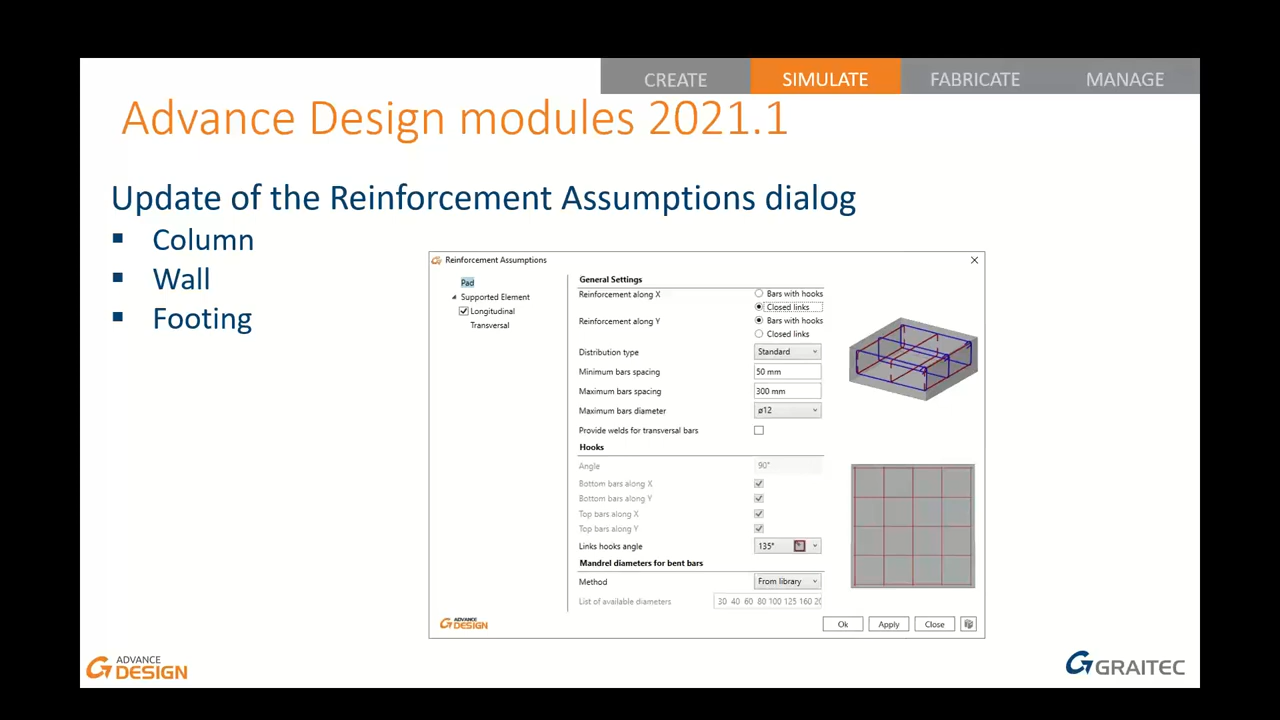 CREATE SIMULATE FABRICATE MANAGE
Advance Design modules 2021.1
Update of the Reinforcement Assumptions dialog
▪ Column
▪ Wall
▪ Footing
Reinforcement Assumptions
Pad
Supported Element
Longitudinal
Transversal
General Settings
Reinforcement along X
Bars with hooks
Closed links
Reinforcement along Y
Bars with hooks
Closed links
Distribution type Standard
Minimum bars spacing 50 mm
Maximum bars spacing 300 mm
Maximum bars diameter ø12
Provide welds for transversal bars
Hooks
Angle 90°
Bottom bars along X
Bottom bars along Y
Top bars along X
Top bars along Y
Links hooks angle 135°
Mandrel diameters for bent bars
Method From library
List of available diameters 30 40 60 80 100 125 160 20
ADVANCE
DESIGN
Ok Apply Close
ADVANCE
DESIGN
GRAITEC